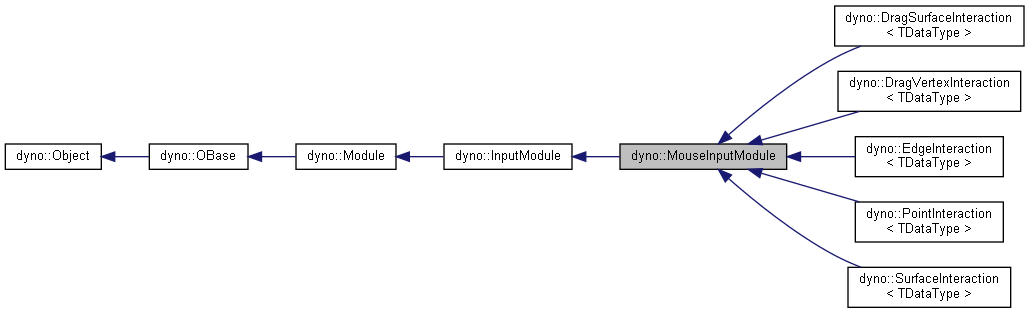 dyno::DragSurfaceInteraction
< TDataType >
dyno::DragVertexInteraction
< TDataType >
dyno::Object
dyno::OBase
dyno::Module
dyno::InputModule
dyno::MouseInputModule
dyno::EdgeInteraction
< TDataType >
dyno::PointInteraction
< TDataType >
dyno::SurfaceInteraction
< TDataType >